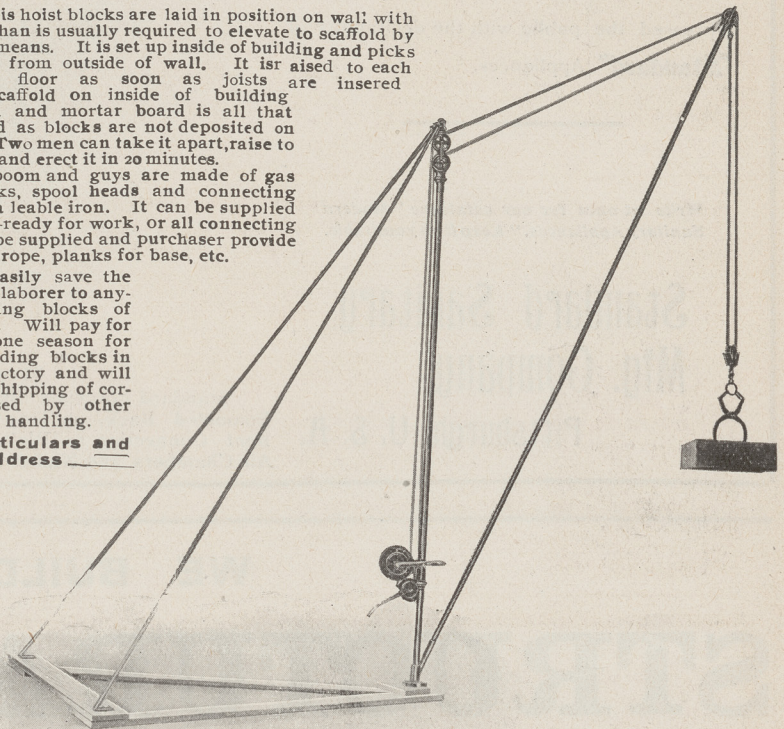 is hoist blocks are laid in position on wall with
han is usually required to elevate to scaffold by
means. It is set up inside of building and picks
from outside of wall. It isr aised to each
floor as soon as joists are insered
caffold on inside of building
and mortar board is all that
d as blocks are not deposited on
Two men can take it apart,raise to
and erect it in 20 minutes.
boom and guys are made of gas
ks, spool heads and connecting
leable iron. It can be supplied
-ready for work, or all connecting
be supplied and purchaser provide
rope, planks for base, etc.
asily save the
laborer to any-
ng blocks of
Will pay for
one season for
ding blocks in
ctory and will
hipping of cor-
sed by other
handling.
ticulars and
ddress